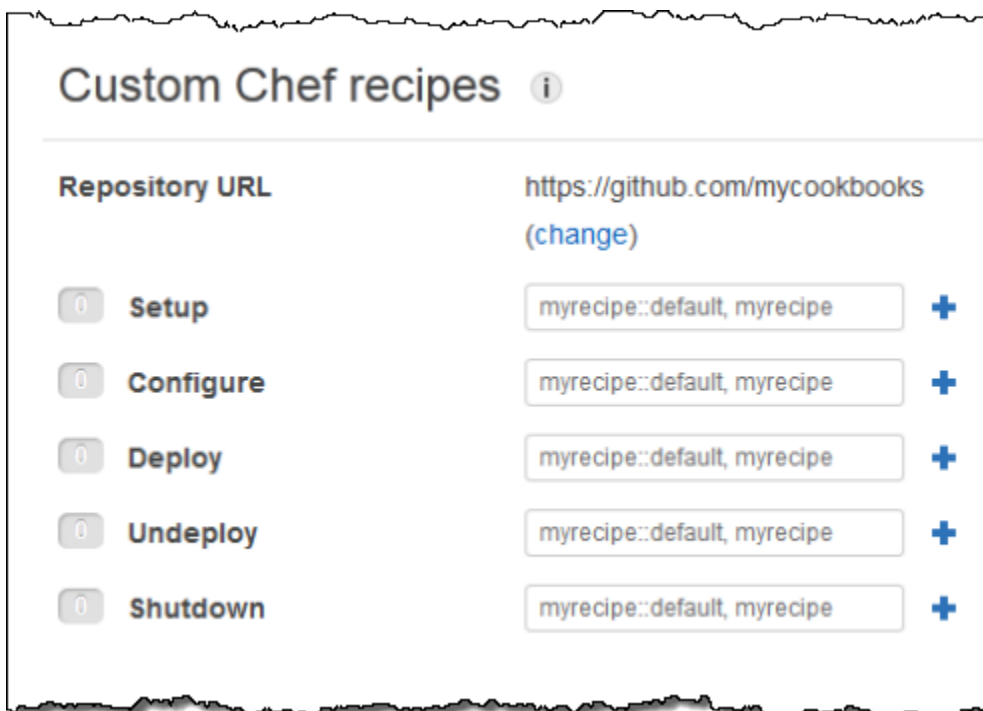 Custom Chef recipes i
Repository URL https://github.com/mycookbooks
(change)
0 Setup myrecipe::default, myrecipe
0 Configure myrecipe::default, myrecipe
0 Deploy myrecipe::default, myrecipe
0 Undeploy myrecipe::default, myrecipe
0 Shutdown myrecipe::default, myrecipe